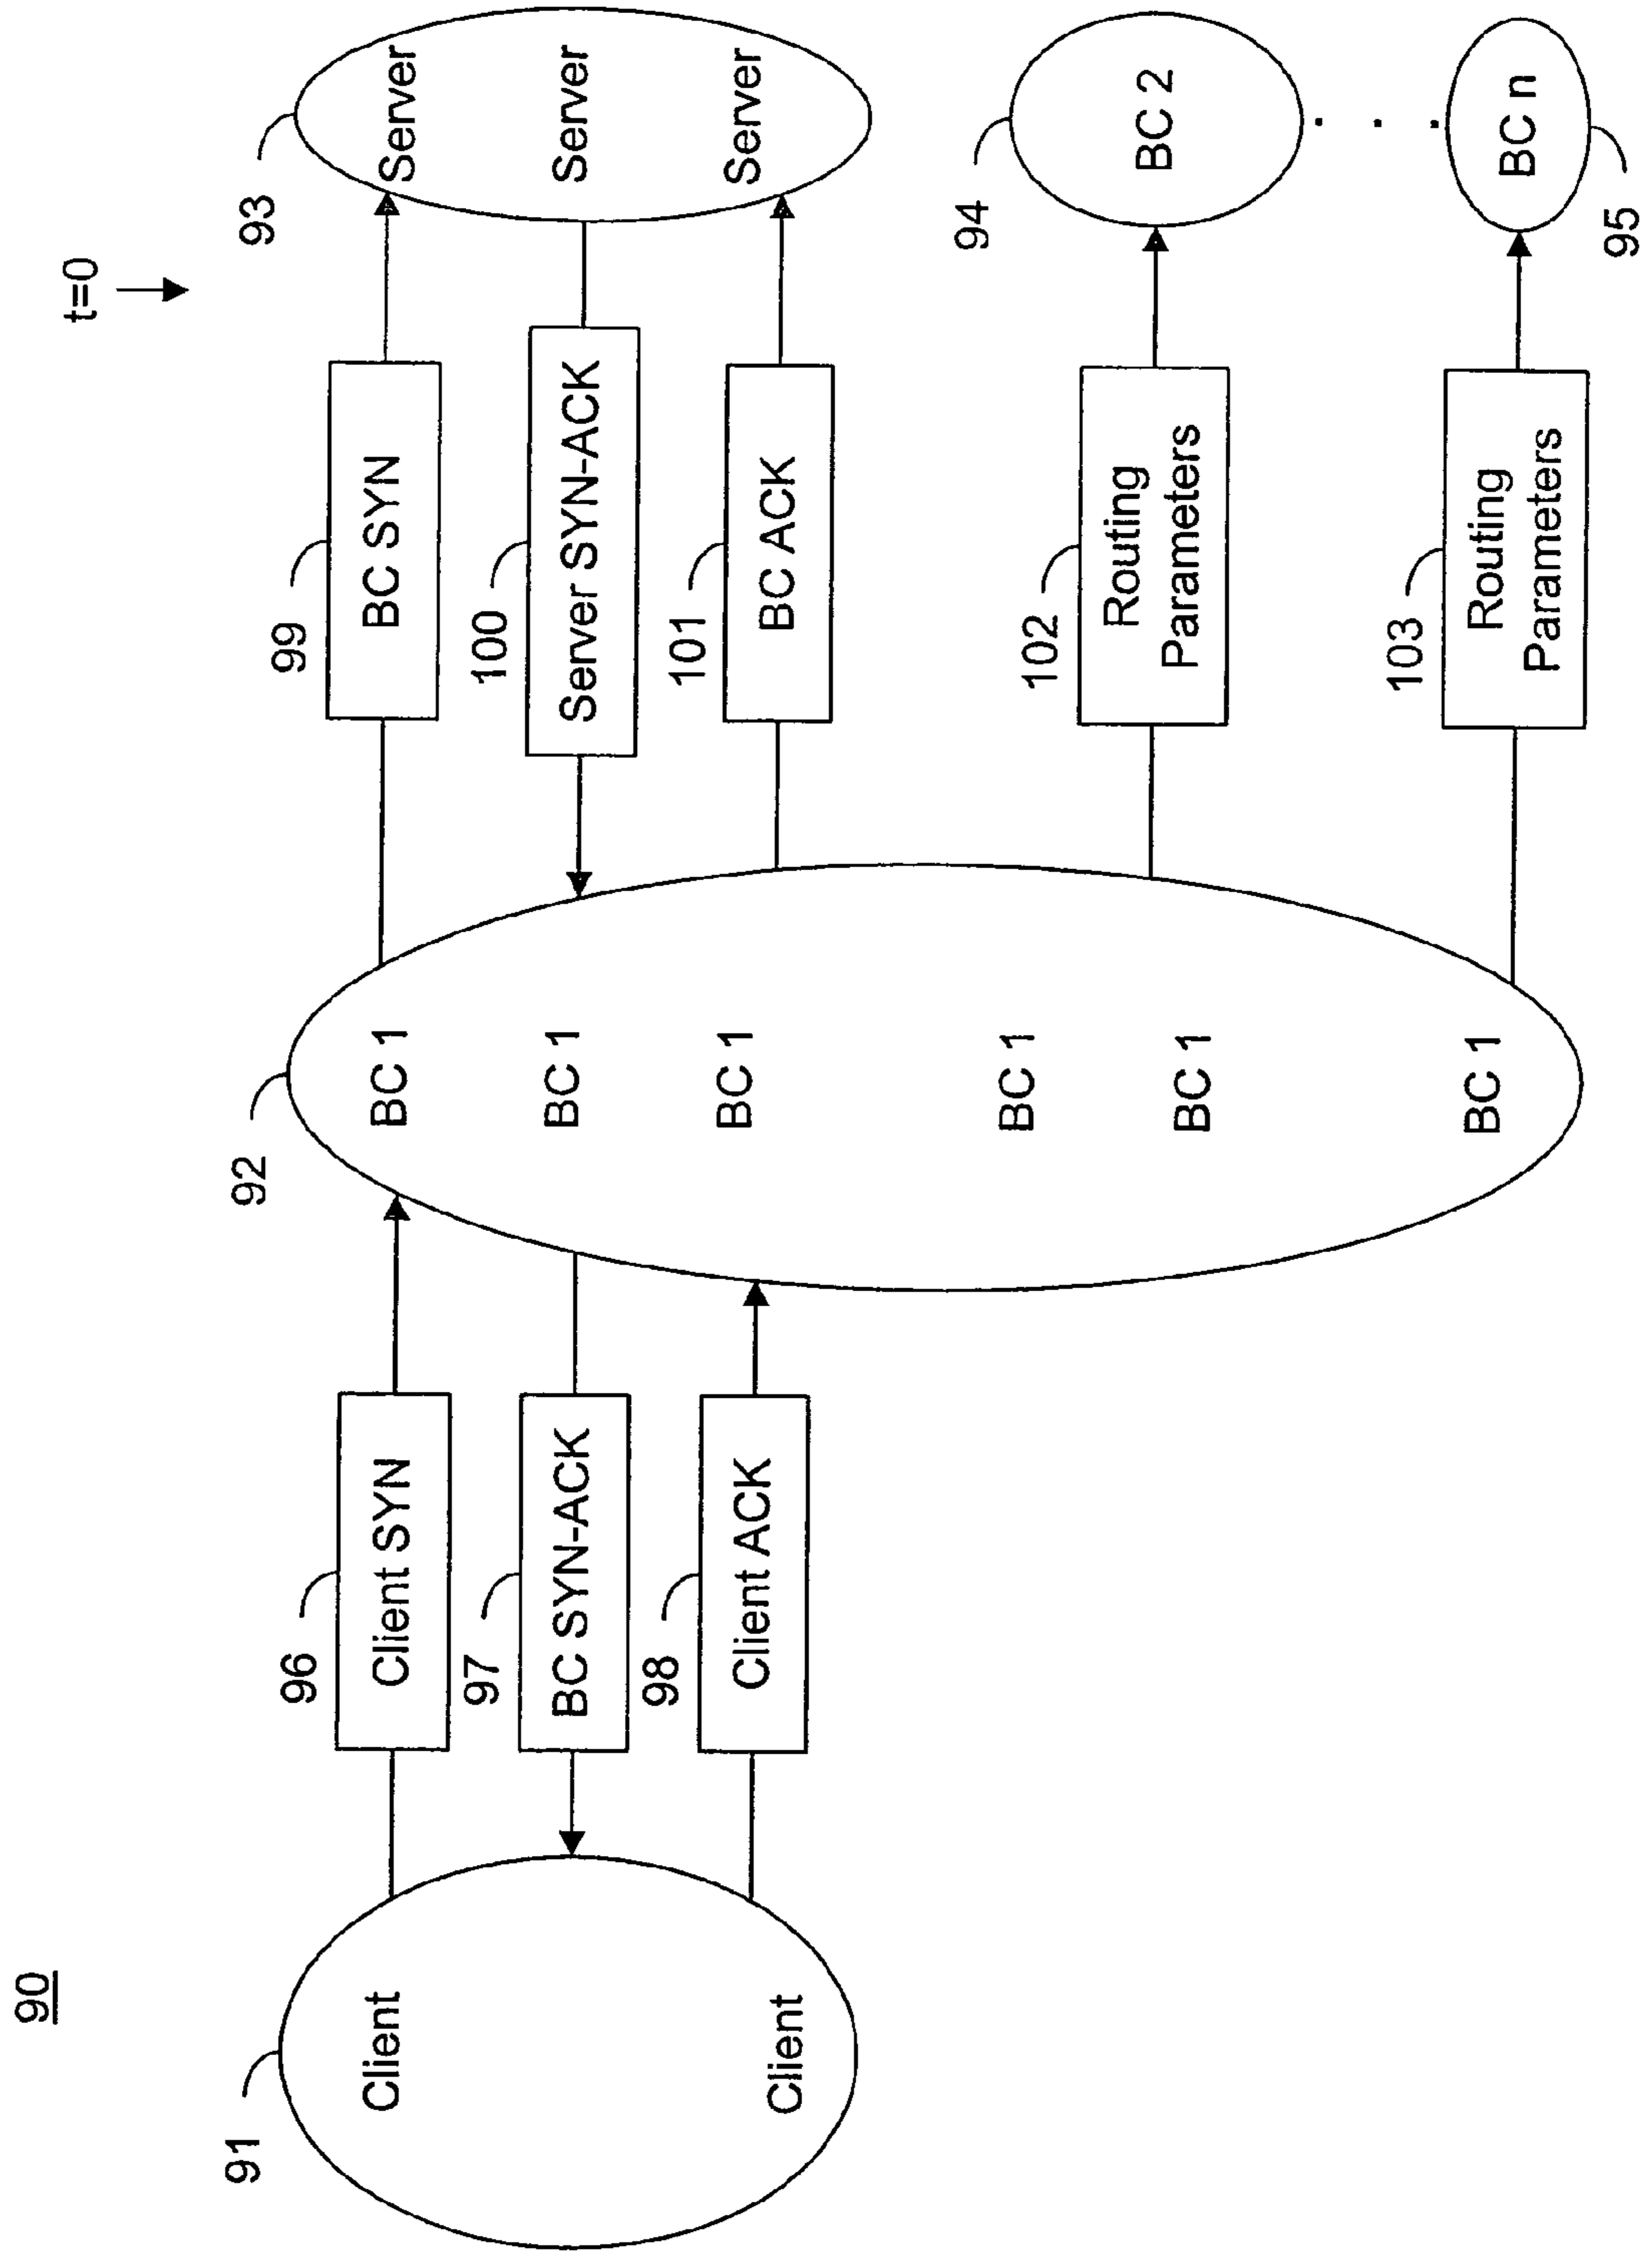 90
t=0
91
92
93
Client
96
Client SYN
BC 1
99
BC SYN
Server
97
BC SYN-ACK
BC 1
100
Server SYN-ACK
Server
98
Client ACK
BC 1
101
BC ACK
Server
Client
BC 1
94
102
BC 1
Routing
Parameters
BC 2
. . .
103
BC 1
Routing
Parameters
BC n
95